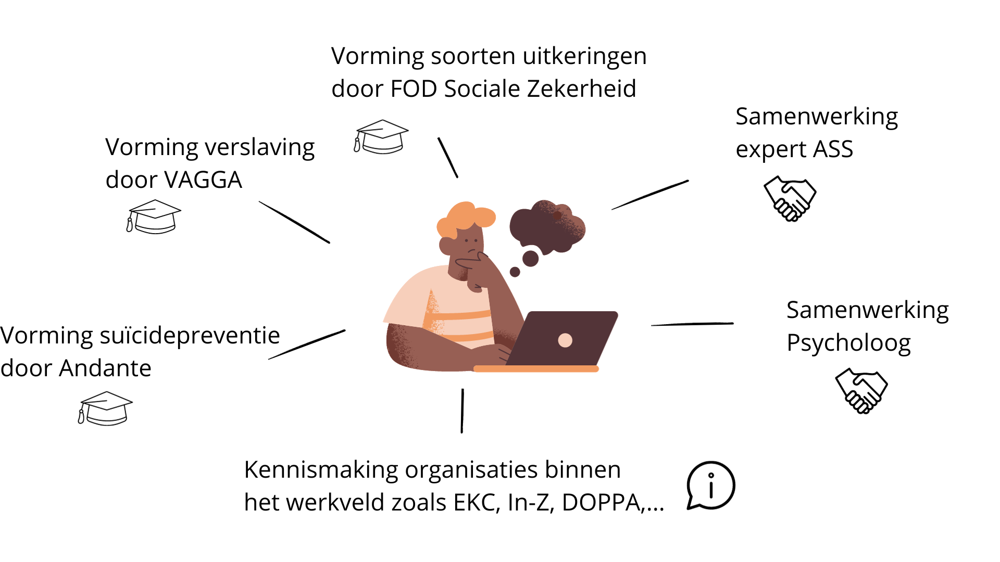 Vorming soorten uitkeringen
door FOD Sociale Zekerheid
Samenwerking
expert ASS
Vorming verslaving
door VAGGA
Samenwerking
Psycholoog
Vorming suïcidepreventie
door Andante
Kennismaking organisaties binnen
het werkveld zoals EKC, In-Z, DOPPA,...